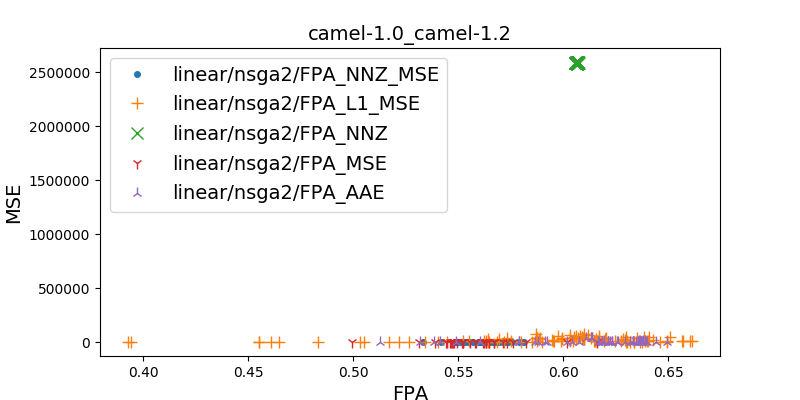 camel-1.0_camel-1.2
linear/nsga2/FPA_NNZ_MSE
linear/nsga2/FPA_L1_MSE
linear/nsga2/FPA_NNZ
linear/nsga2/FPA_MSE
linear/nsga2/FPA_AAE
MSE
2500000
2000000
1500000
1000000
500000
0
0.40 0.45 0.50 0.55 0.60 0.65
FPA